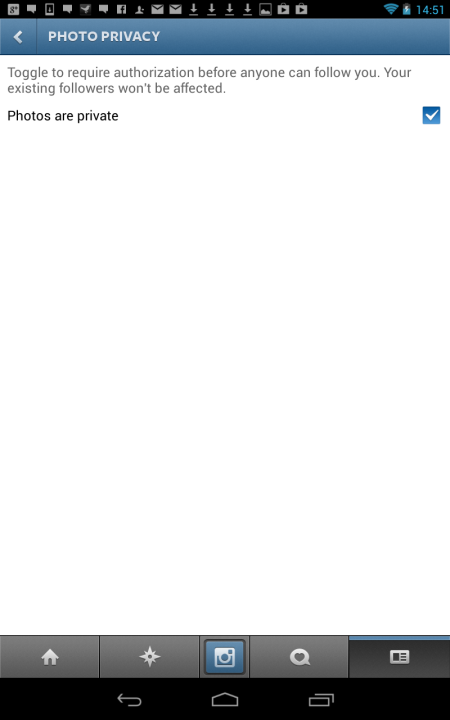 14:51
PHOTO PRIVACY
Toggle to require authorization before anyone can follow you. Your
existing followers won't be affected.
Photos are private